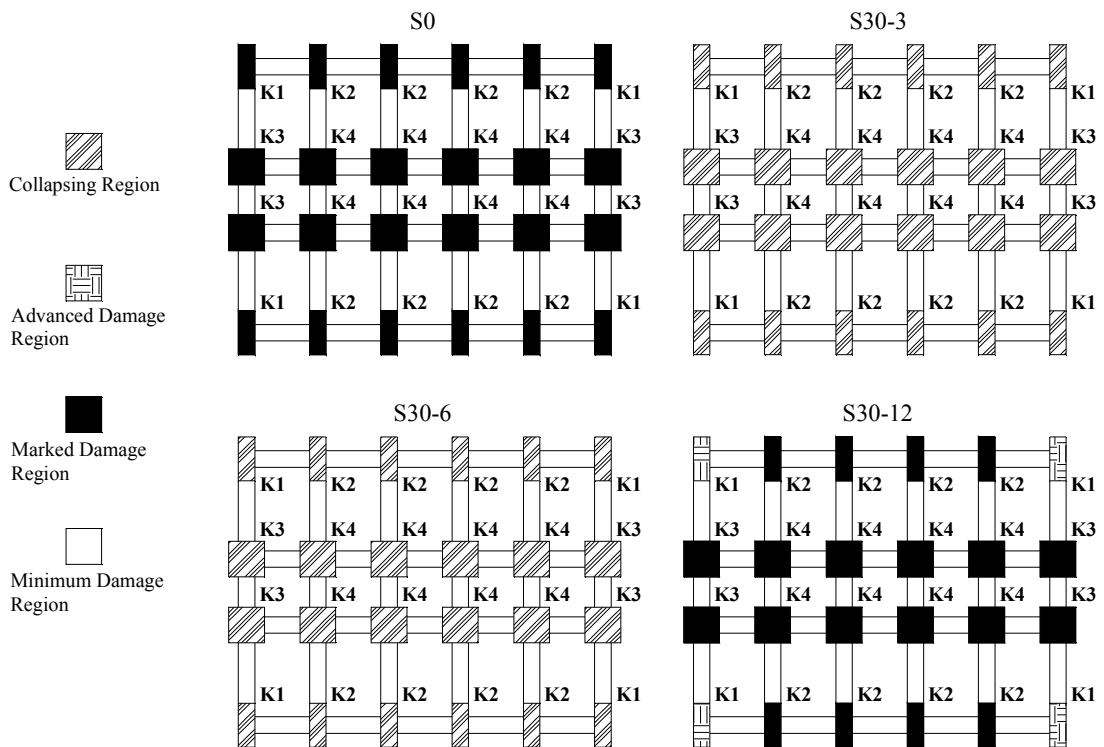 S0
S30-3
K1 K2 K2 K2 K2 K1
K1 K2 K2 K2 K2 K1
K3 K4 K4 K4 K4 K3
K3 K4 K4 K4 K4 K3
Collapsing Region
K3 K4 K4 K4 K4 K3
K3 K4 K4 K4 K4 K3
K1 K2 K2 K2 K2 K1
K1 K2 K2 K2 K2 K1
Advanced Damage
Region
S30-6
S30-12
Marked Damage
Region
K1 K2 K2 K2 K2 K1
K1 K2 K2 K2 K2 K1
K3 K4 K4 K4 K4 K3
K3 K4 K4 K4 K4 K3
Minimum Damage
Region
K3 K4 K4 K4 K4 K3
K3 K4 K4 K4 K4 K3
K1 K2 K2 K2 K2 K1
K1 K2 K2 K2 K2 K1